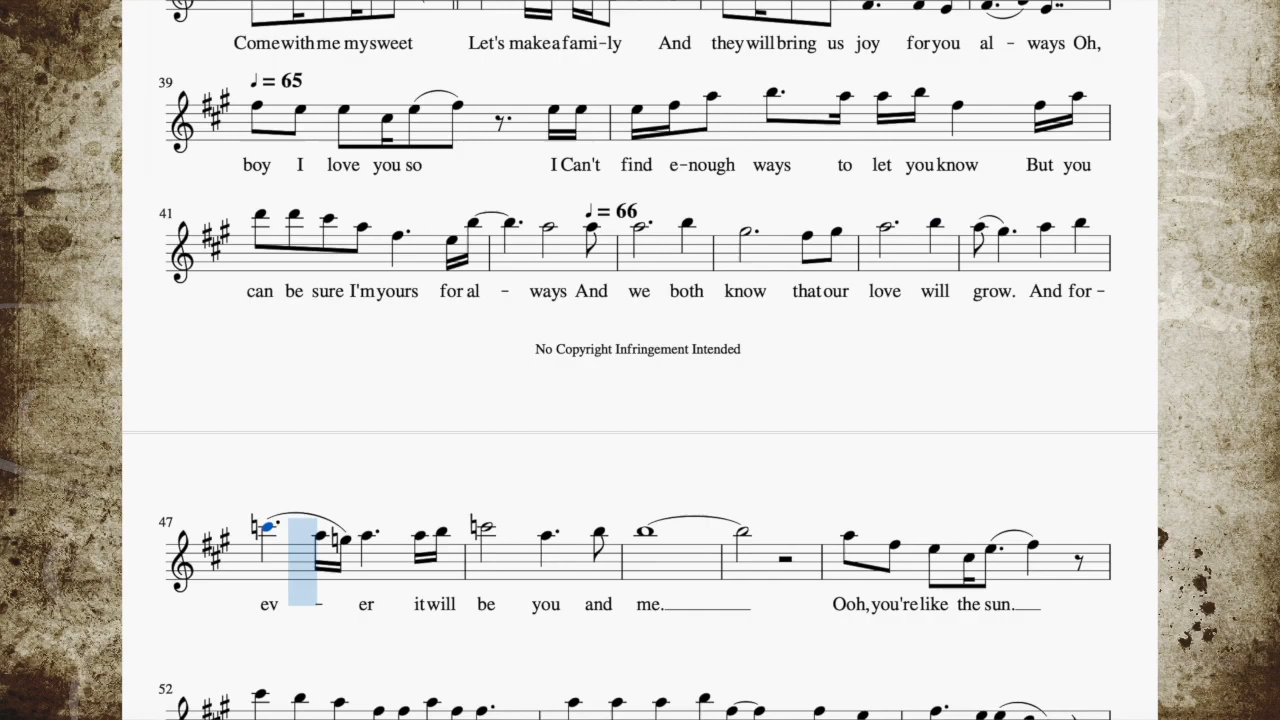 Come with me my sweet Let's make a fami-ly And they will bring us joy for you al - ways Oh,
39 ♩ = 65
boy I love you so I Can't find e-nough ways to let you know But you
41 ♩ = 66
can be sure I'm yours for al - ways And we both know that our love will grow. And for-
No Copyright Infringement Intended
47
ev - er it will be you and me. Ooh, you're like the sun.
52